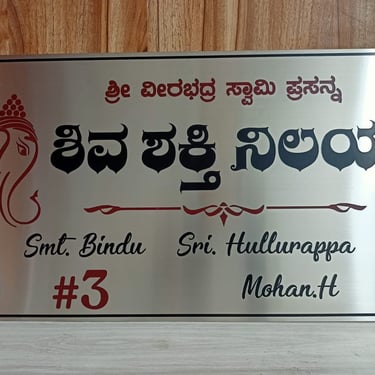 ಶ್ರೀ ವೀರಭದ್ರ ಸ್ವಾಮಿ ಪ್ರಸನ್ನ
ಶಿವ ಶಕ್ತಿ ನಿಲಯ
Smt. Bindu Sri. Hullurappa
#3 Mohan.H